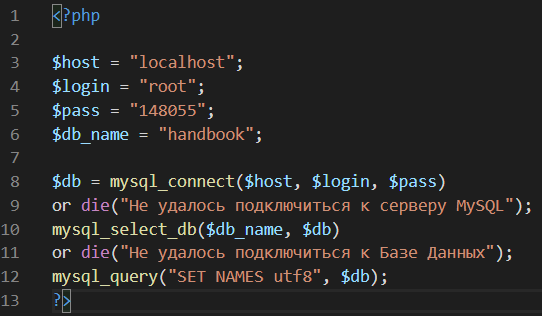 1 <?php
2
3 $host = "localhost";
4 $login = "root";
5 $pass = "148055";
6 $db_name = "handbook";
7
8 $db = mysql_connect($host, $login, $pass)
9 or die("Не удалось подключиться к серверу MySQL");
10 mysql_select_db($db_name, $db)
11 or die("Не удалось подключиться к Базе Данных");
12 mysql_query("SET NAMES utf8", $db);
13 ?>